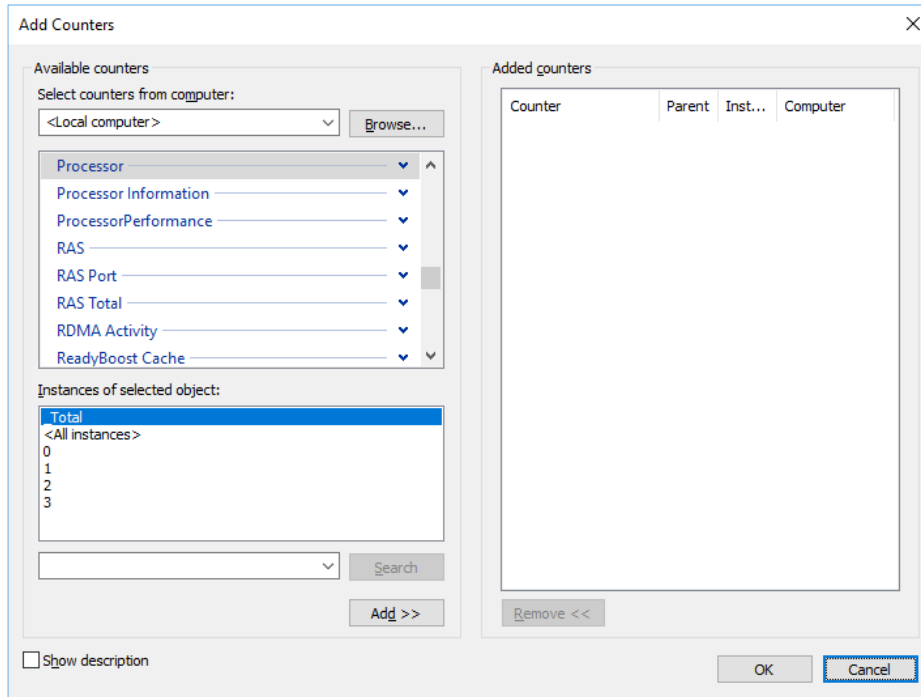 Add Counters
Available counters
Select counters from computer:
<Local computer>
Browse...
Processor
Processor Information
ProcessorPerformance
RAS
RAS Port
RAS Total
RDMA Activity
ReadyBoost Cache
Instances of selected object:
_Total
<All instances>
0
1
2
3
Search
Add >>
Show description
Added counters
Counter Parent Inst... Computer
Remove <<
OK
Cancel